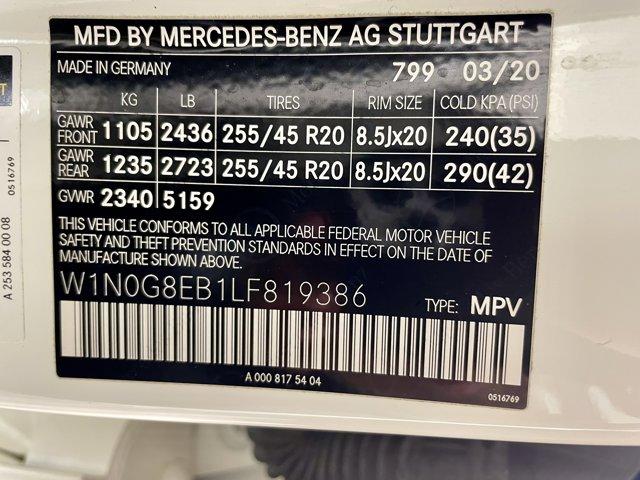 MFD BY MERCEDES-BENZ AG STUTTGART
MADE IN GERMANY 799 03/20
KG LB TIRES RIM SIZE COLD KPA (PSI)
GAWR FRONT 1105 2436 255/45 R20 8.5Jx20 240(35)
GAWR REAR 1235 2723 255/45 R20 8.5Jx20 290(42)
GVWR 2340 5159
THIS VEHICLE CONFORMS TO ALL APPLICABLE FEDERAL MOTOR VEHICLE
SAFETY AND THEFT PREVENTION STANDARDS IN EFFECT ON THE DATE OF
MANUFACTURE SHOWN ABOVE.
W1N0G8EB1LF819386 TYPE: MPV
A 000 817 54 04
0516769
A 253 584 00 08
0516769